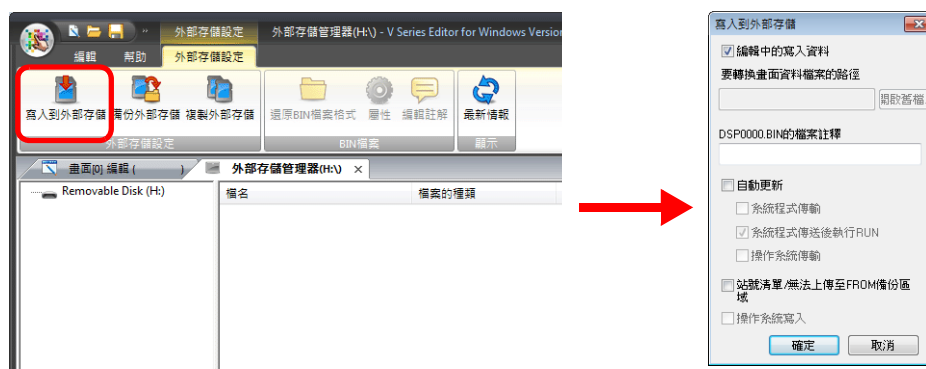 外部存儲設定
外部存儲管理器(H:\) - V Series Editor for Windows Version
編輯
幫助
外部存儲設定
寫入到外部存儲
備份外部存儲
複製外部存儲
還原BIN檔案格式
屬性
編輯註解
最新情報
外部存儲設定
BIN檔案
顯示
畫面[0] 編輯 ( )
外部存儲管理器(H:\) ×
Removable Disk (H:)
檔名
檔案的種類
寫入到外部存儲
編輯中的寫入資料
要轉換畫面資料檔案的路徑
開啟舊檔
DSP0000.BIN的檔案註釋
自動更新
系統程式傳輸
系統程式傳送後執行RUN
操作系統傳輸
站號清單/無法上傳至FROM備份區
域
操作系統寫入
確定
取消